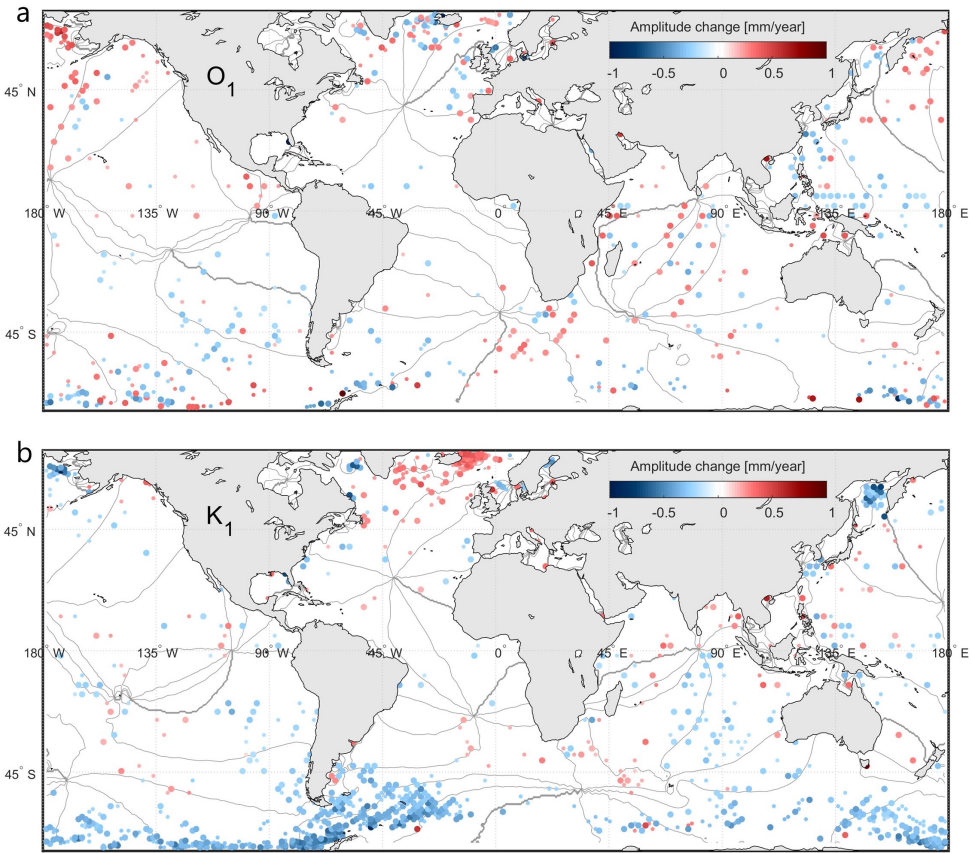 a
Amplitude change [mm/year]
-1 -0.5 0 0.5 1
O1
45° N
180° W 135° W 90° W 45° W 0° 45° E 90° E 135° E 180° E
45° S
b
Amplitude change [mm/year]
-1 -0.5 0 0.5 1
K1
45° N
180° W 135° W 90° W 45° W 0° 45° E 90° E 135° E 180° E
45° S